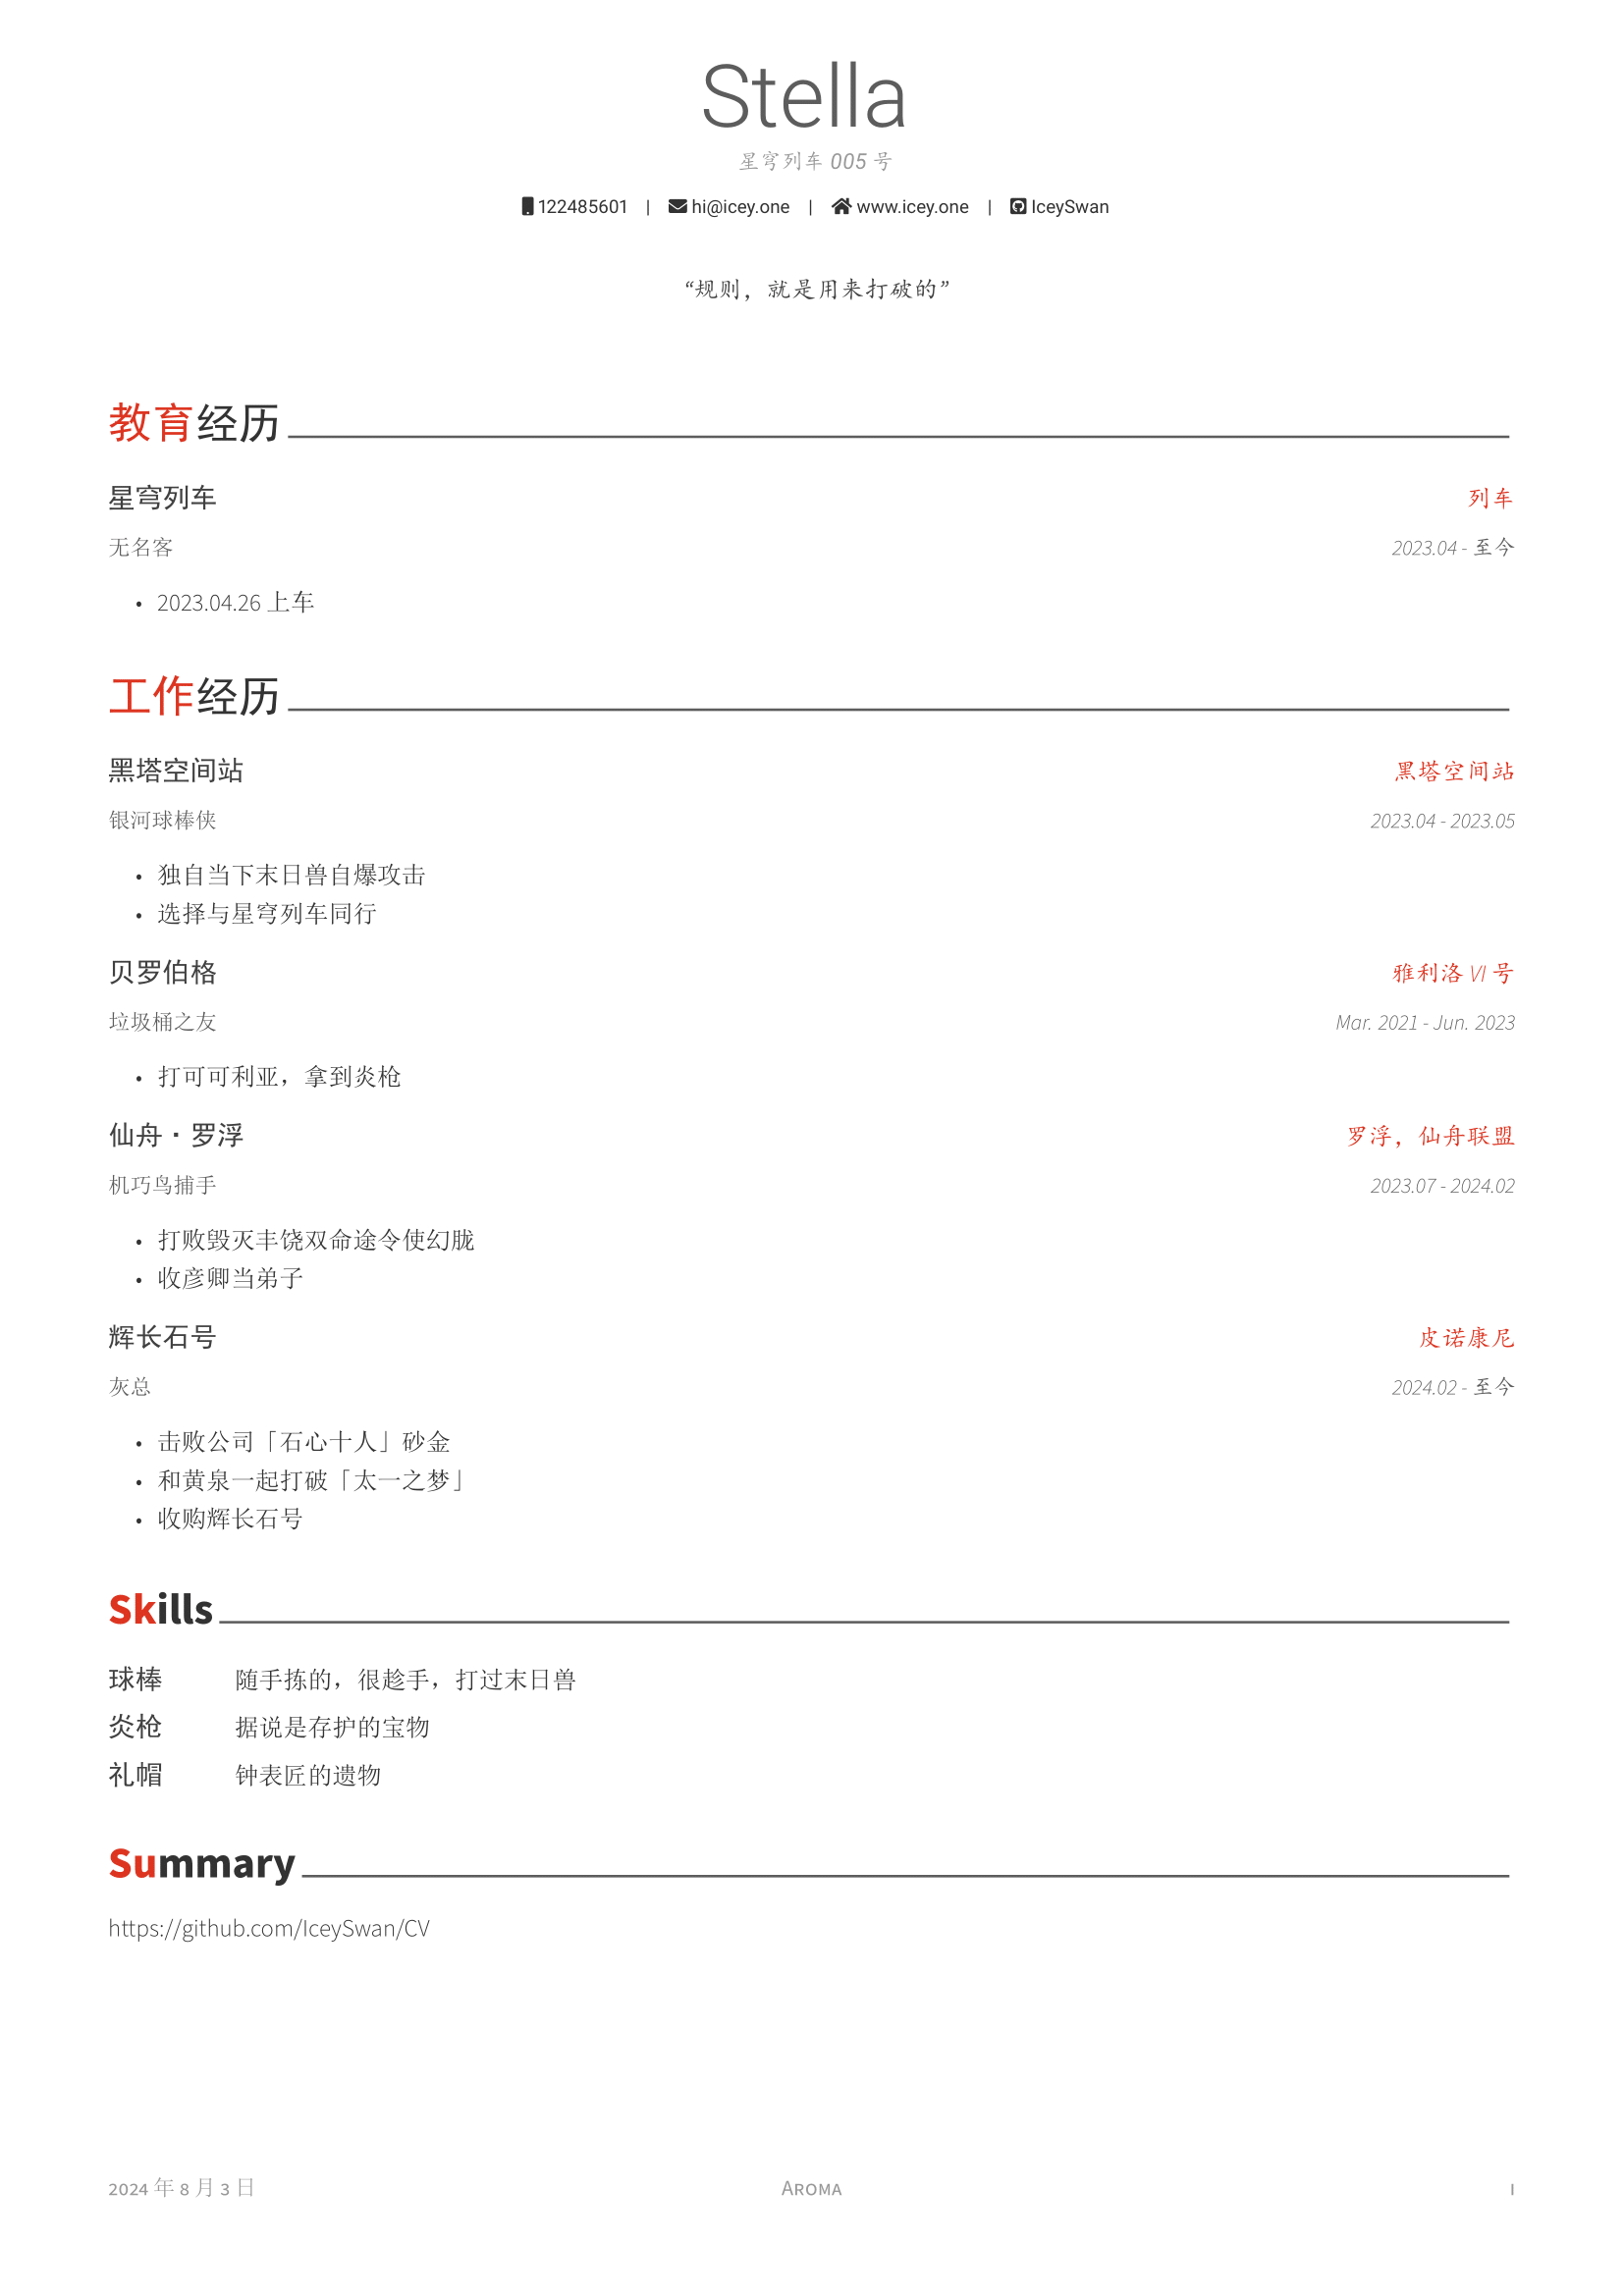 Stella
星穹列车 005 号
122485601 | hi@icey.one | www.icey.one | IceySwan
“规则，就是用来打破的”
教育经历
星穹列车 列车
无名客 2023.04 - 至今
• 2023.04.26 上车
工作经历
黑塔空间站 黑塔空间站
银河球棒侠 2023.04 - 2023.05
• 独自当下末日兽自爆攻击
• 选择与星穹列车同行
贝罗伯格 雅利洛 VI 号
垃圾桶之友 Mar. 2021 - Jun. 2023
• 打可可利亚，拿到炎枪
仙舟・罗浮 罗浮，仙舟联盟
机巧鸟捕手 2023.07 - 2024.02
• 打败毁灭丰饶双命途令使幻胧
• 收彦卿当弟子
辉长石号 皮诺康尼
灰总 2024.02 - 至今
• 击败公司「石心十人」砂金
• 和黄泉一起打破「太一之梦」
• 收购辉长石号
Skills
球棒 随手拣的，很趁手，打过末日兽
炎枪 据说是存护的宝物
礼帽 钟表匠的遗物
Summary
https://github.com/IceySwan/CV
2024 年 8 月 3 日 AROMA I